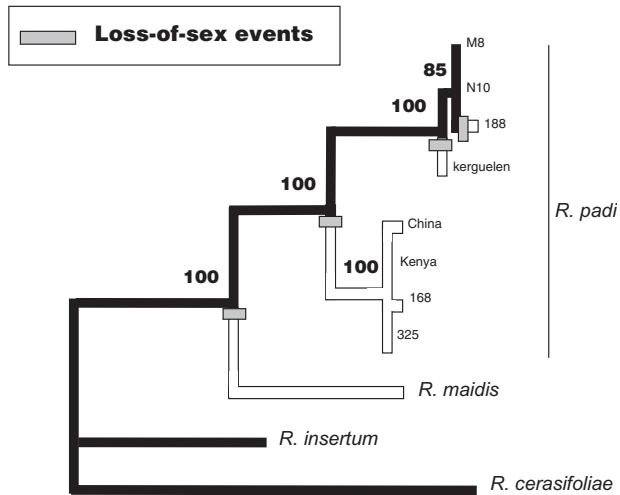 Loss-of-sex events
M8
85
N10
100
188
kerguelen
100
R. padi
China
100
Kenya
100
168
325
R. maidis
R. insertum
R. cerasifoliae